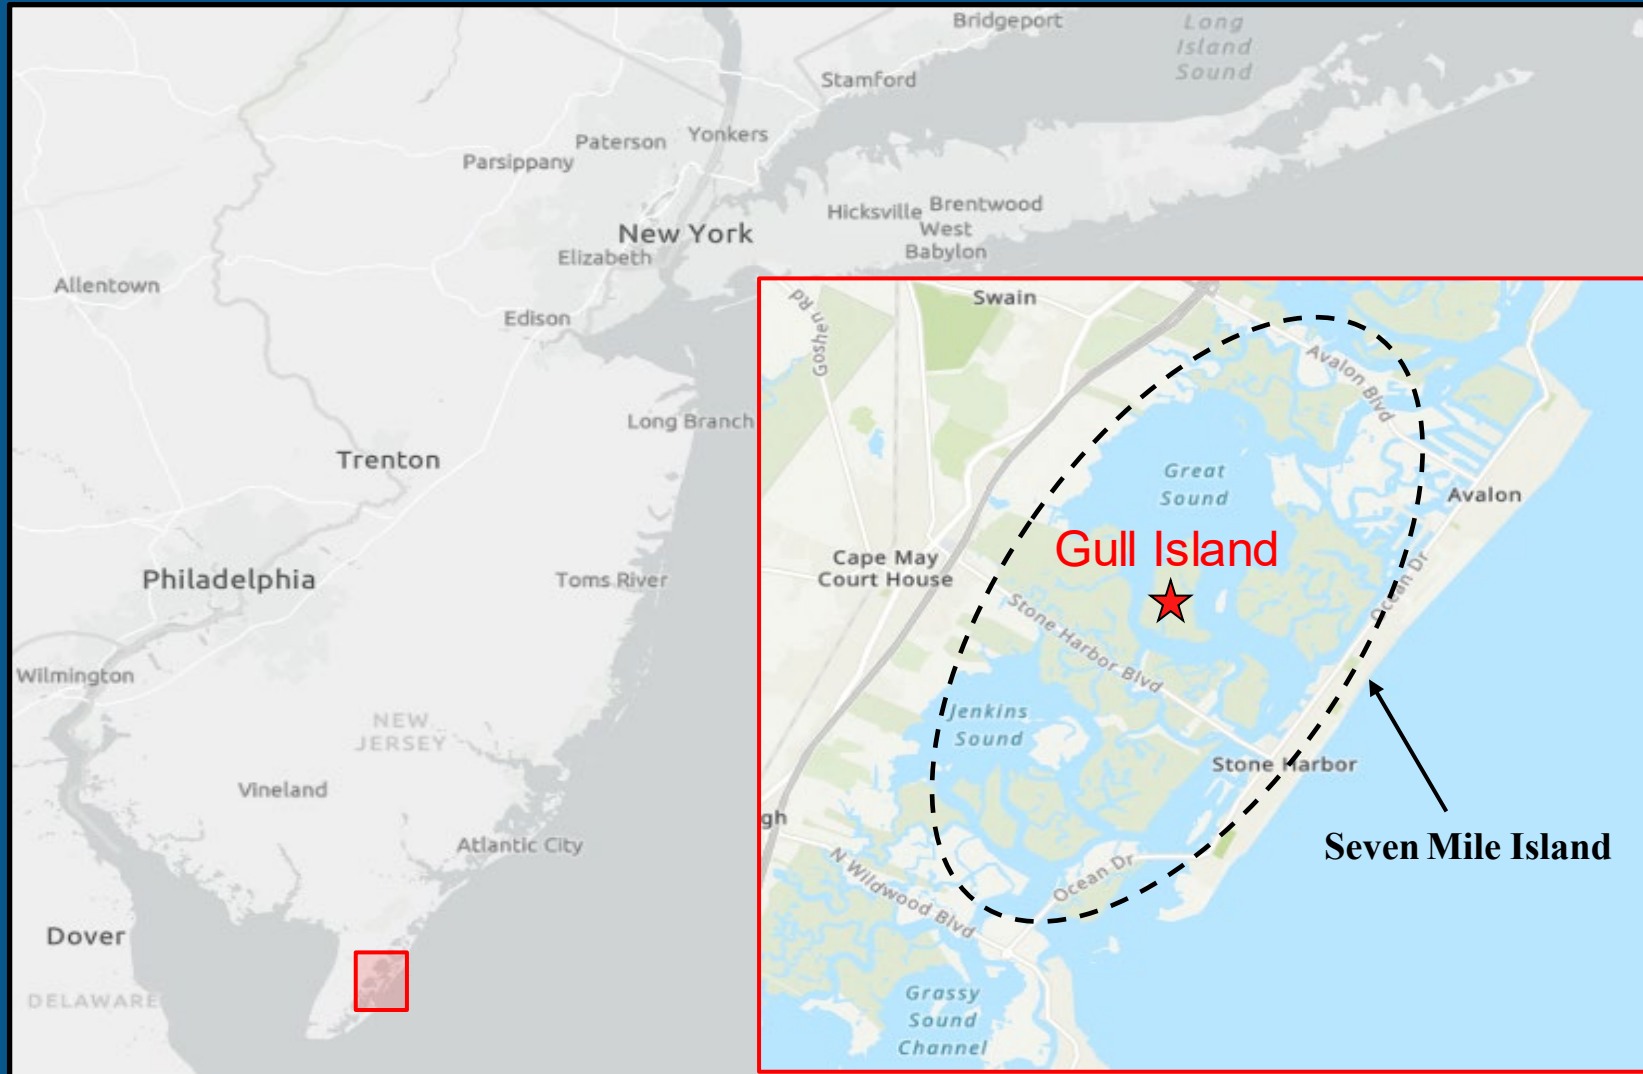 Bridgeport
Long
Island
Sound
Stamford
Paterson
Yonkers
Parsippany
Hicksville
Brentwood
West
Babylon
New York
Elizabeth
Allentown
Edison
Long Branch
Trenton
Philadelphia
Toms River
Wilmington
NEW
JERSEY
Vineland
Atlantic City
Dover
DELAWARE
Swain
Goshen Rd
Avalon Blvd
Great
Sound
Avalon
Gull Island
Cape May
Court House
Ocean Dr
Stone Harbor Blvd
Jenkins
Sound
Stone Harbor
gh
Seven Mile Island
Ocean Dr
N Wildwood Blvd
Grassy
Sound
Channel